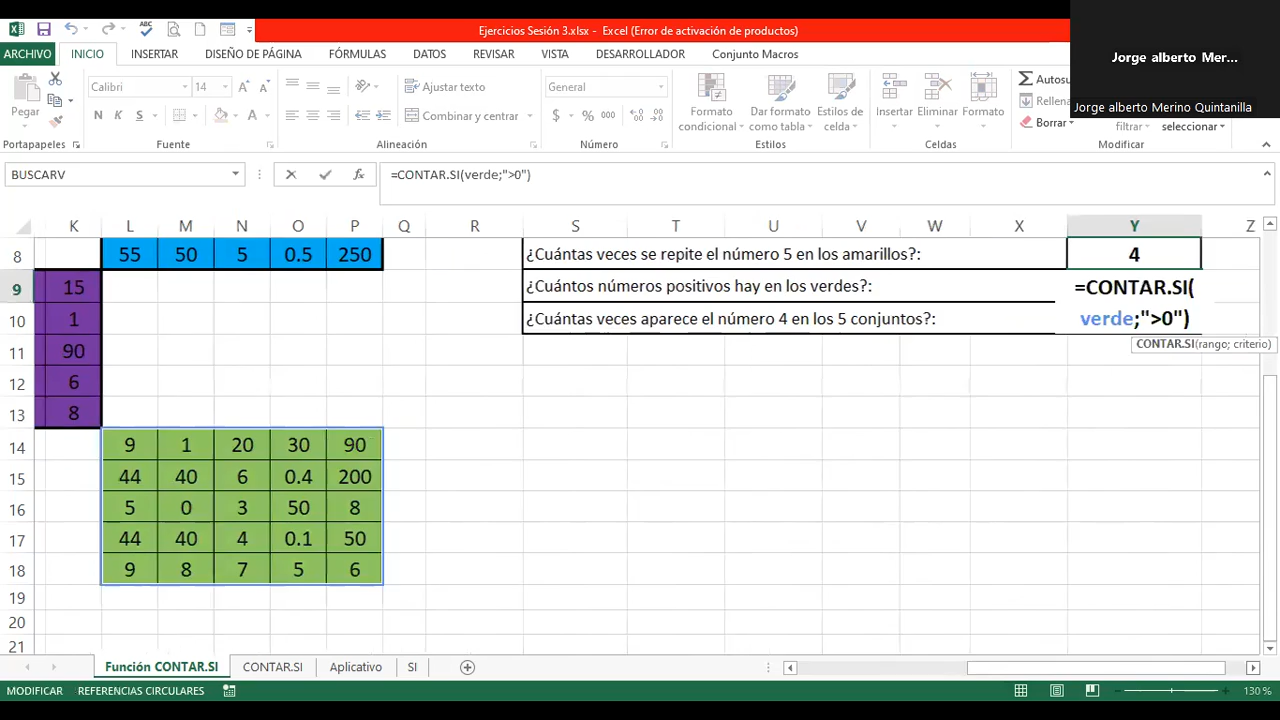 Ejercicios Sesión 3.xlsx - Excel (Error de activación de productos)
Jorge alberto Mer...
Jorge alberto Merino Quintanilla
ARCHIVO INICIO INSERTAR DISEÑO DE PÁGINA FÓRMULAS DATOS REVISAR VISTA DESARROLLADOR Conjunto Macros
Pegar
Calibri 14
N K S
Ajustar texto
Combinar y centrar
General
$ % 000
Formato condicional
Dar formato como tabla
Estilos de celda
Insertar Eliminar Formato
Autosu
Rellena
Borrar
filtrar
seleccionar
Portapapeles Fuente Alineación Número Estilos Celdas Modificar
BUSCARV
fx
=CONTAR.SI(verde;">0")
K L M N O P Q R S T U V W X Y Z
8 55 50 5 0.5 250 ¿Cuántas veces se repite el número 5 en los amarillos?: 4
9 15 ¿Cuántos números positivos hay en los verdes?: =CONTAR.SI(
10 1 ¿Cuántas veces aparece el número 4 en los 5 conjuntos?: verde;">0")
CONTAR.SI(rango; criterio)
11 90
12 6
13 8
14 9 1 20 30 90
15 44 40 6 0.4 200
16 5 0 3 50 8
17 44 40 4 0.1 50
18 9 8 7 5 6
19
20
21
Función CONTAR.SI CONTAR.SI Aplicativo SI
MODIFICAR REFERENCIAS CIRCULARES 130 %